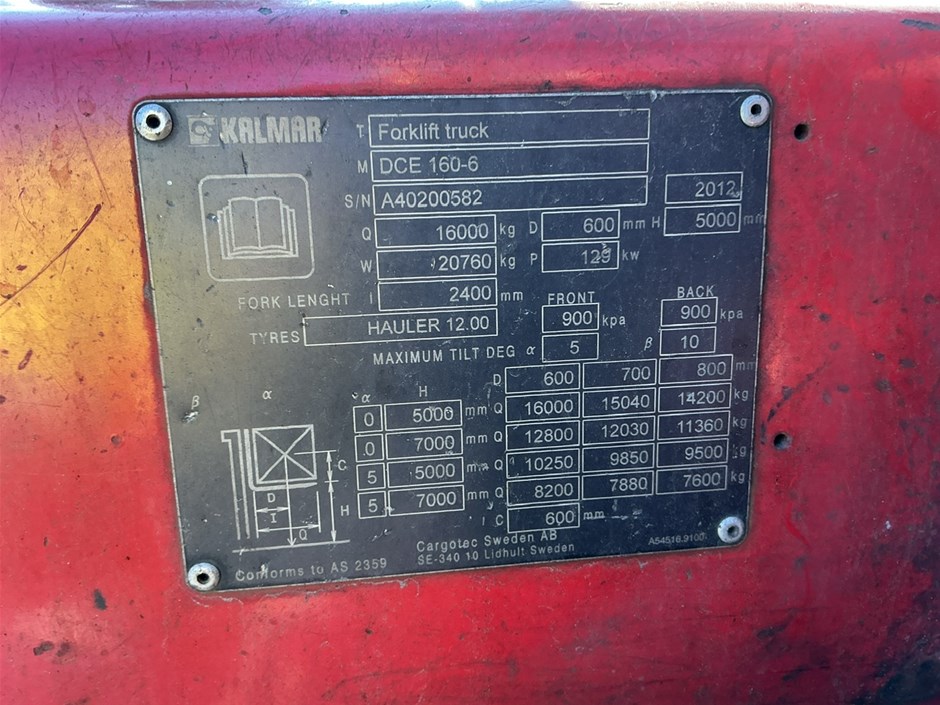 KALMAR T Forklift truck
M DCE 160-6
S/N A40200582 2012
Q 16000 kg D 600 mm H 5000 mm
W 20760 kg P 129 kw
FORK LENGHT l 2400 mm FRONT BACK
TYRES HAULER 12.00 900 kpa 900 kpa
MAXIMUM TILT DEG α 5 β 10
D 600 700 800 mm
β α α H
0 5000 mm Q 16000 15040 14200 kg
0 7000 mm Q 12800 12030 11360 kg
5 5000 mm Q 10250 9850 9500 kg
5 7000 mm Q 8200 7880 7600 kg
C 600 mm
C
D
H
I
Q
Cargotec Sweden AB
SE-340 10 Lidhult Sweden
Conforms to AS 2359